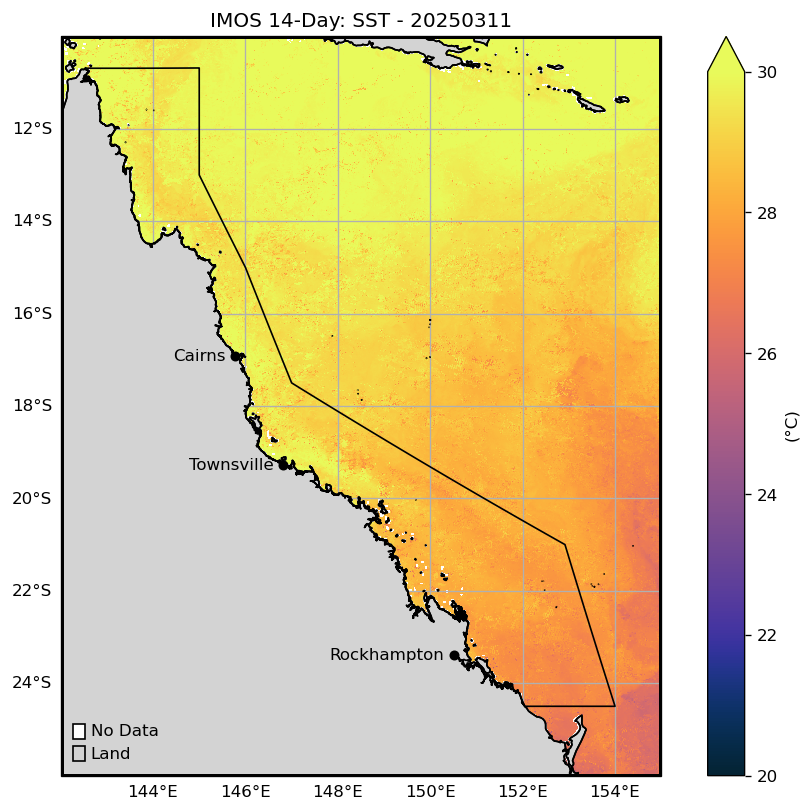 IMOS 14-Day: SST - 20250311
30
12°S
28
14°S
16°S
26
Cairns
18°S
(°C)
Townsville
24
20°S
22°S
22
Rockhampton
24°S
No Data
Land
20
144°E 146°E 148°E 150°E 152°E 154°E